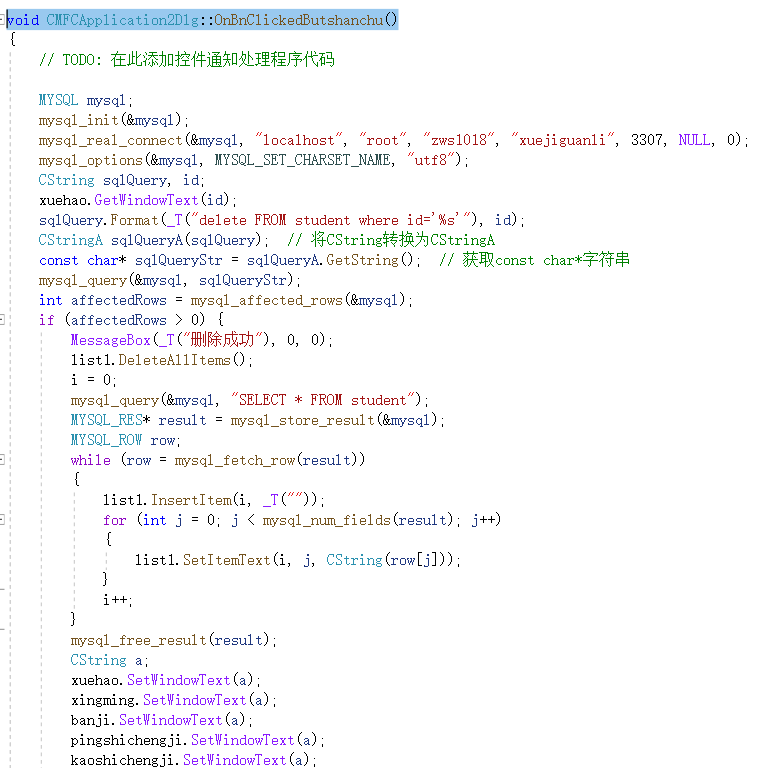 void CMFCApplication2Dlg::OnBnClickedButshanchu()
{
// TODO: 在此添加控件通知处理程序代码
MYSQL mysql;
mysql_init(&mysql);
mysql_real_connect(&mysql, "localhost", "root", "zws1018", "xuejiguanli", 3307, NULL, 0);
mysql_options(&mysql, MYSQL_SET_CHARSET_NAME, "utf8");
CString sqlQuery, id;
xuehao.GetWindowText(id);
sqlQuery.Format(_T("delete FROM student where id='%s'"), id);
CStringA sqlQueryA(sqlQuery);  // 将CString转换为CStringA
const char* sqlQueryStr = sqlQueryA.GetString();  // 获取const char*字符串
mysql_query(&mysql, sqlQueryStr);
int affectedRows = mysql_affected_rows(&mysql);
if (affectedRows > 0) {
MessageBox(_T("删除成功"), 0, 0);
list1.DeleteAllItems();
i = 0;
mysql_query(&mysql, "SELECT * FROM student");
MYSQL_RES* result = mysql_store_result(&mysql);
MYSQL_ROW row;
while (row = mysql_fetch_row(result))
{
list1.InsertItem(i, _T(""));
for (int j = 0; j < mysql_num_fields(result); j++)
{
list1.SetItemText(i, j, CString(row[j]));
}
i++;
}
mysql_free_result(result);
CString a;
xuehao.SetWindowText(a);
xingming.SetWindowText(a);
banji.SetWindowText(a);
pingshichengji.SetWindowText(a);
kaoshichengji.SetWindowText(a);